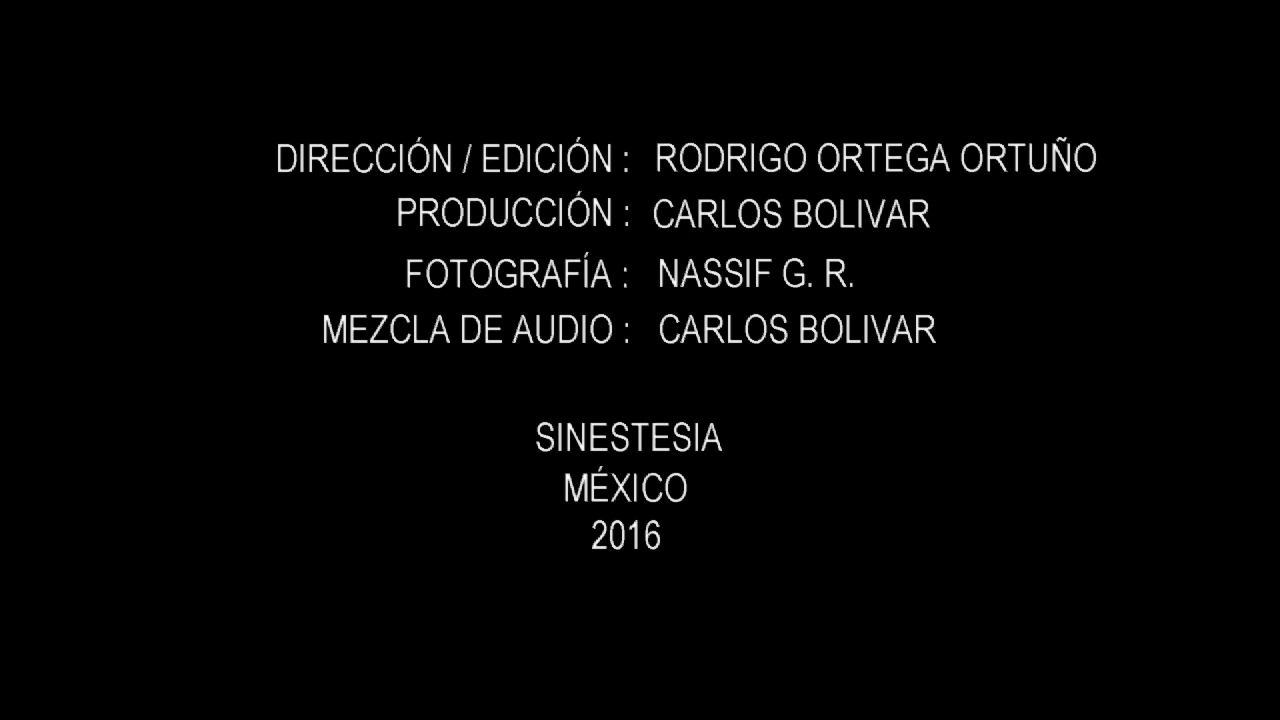 DIRECCIÓN / EDICIÓN : RODRIGO ORTEGA ORTUÑO
PRODUCCIÓN : CARLOS BOLIVAR
FOTOGRAFÍA : NASSIF G. R.
MEZCLA DE AUDIO : CARLOS BOLIVAR
SINESTESIA
MÉXICO
2016